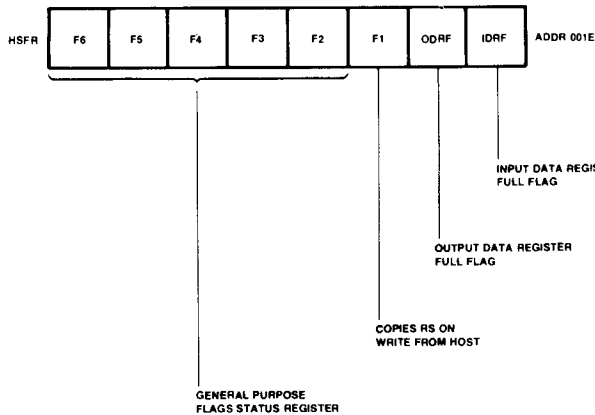 HSFR F6 F5 F4 F3 F2 F1 ODRF IDRF ADDR 001E
INPUT DATA REGIS
FULL FLAG
OUTPUT DATA REGISTER
FULL FLAG
COPIES RS ON
WRITE FROM HOST
GENERAL PURPOSE
FLAGS STATUS REGISTER